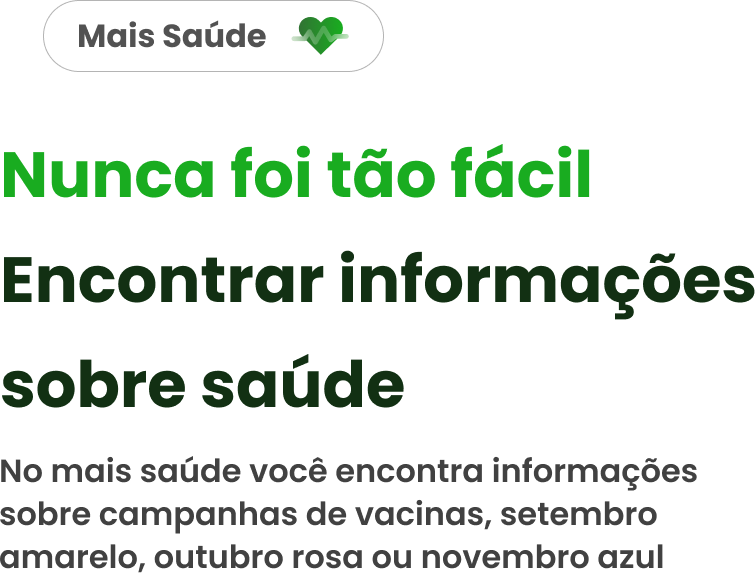 Mais Saúde
Nunca foi tão fácil
Encontrar informações
sobre saúde
No mais saúde você encontra informações
sobre campanhas de vacinas, setembro
amarelo, outubro rosa ou novembro azul